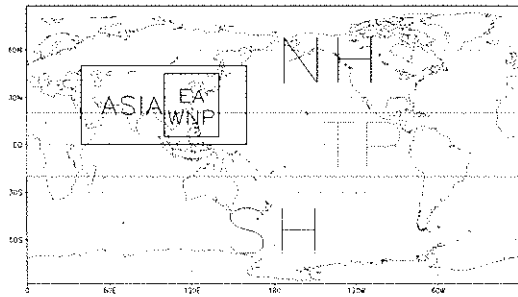 60N
NH
30N
ASIA
EA
WNP
EQ
TP
30S
SH
60S
0 60E 120E 180 120W 60W